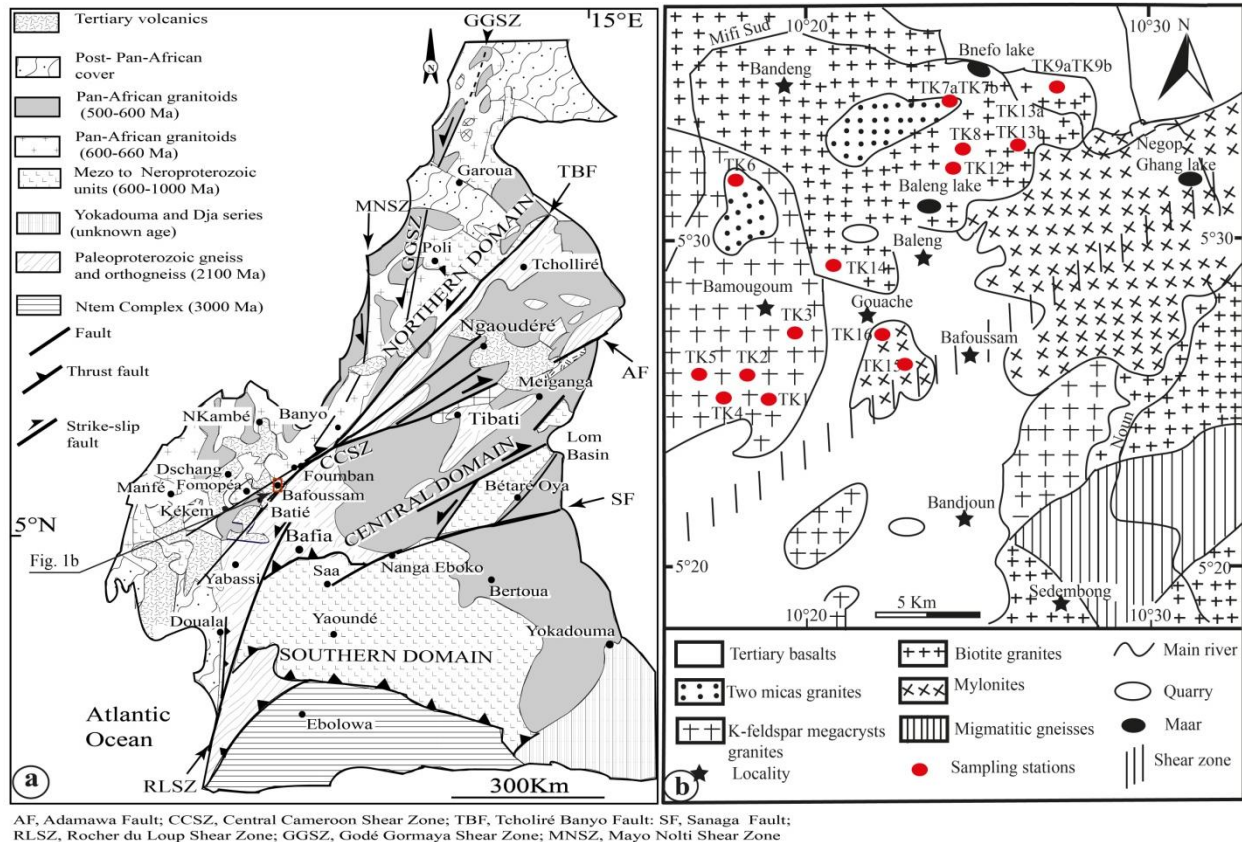 Tertiary volcanics
Post- Pan-African
cover
Pan-African granitoids
(500-600 Ma)
Pan-African granitoids
(600-660 Ma)
Mezo to Neroproterozoic
units (600-1000 Ma)
Yokadouma and Dja series
(unknown age)
Paleoproterozoic gneiss
and orthogneiss (2100 Ma)
Ntem Complex (3000 Ma)
Fault
Thrust fault
Strike-slip
fault
15°E
GGSZ
N
TBF
Garoua
MNSZ
GGSZ
Poli
NORTHERN DOMAIN
Tcholliré
Ngaoudéré
AF
Meiganga
NKambé
Banyo
Tibati
CCSZ
Lom
Basin
Dschang
Foumban
Manfé
Fomopéa
Bafoussam
CENTRAL DOMAIN
Bétaré Oya
SF
Kékem
Batié
5°N
Bafia
Fig. 1b
Nanga Eboko
Yabassi
Saa
Bertoua
Douala
Yaoundé
Yokadouma
SOUTHERN DOMAIN
Atlantic
Ocean
Ebolowa
a
RLSZ
300Km
10°20
10°30
N
Mifi Sud
Bnefo lake
TK9aTK9b
Bandeng
TK7aTK7b
TK13a
TK8
TK13b
Negop
TK6
TK12
Ghang lake
Baleng lake
5°30
5°30
Baleng
TK14
Bamougoum
Gouache
TK3
TK16
Bafoussam
TK5
TK2
TK15
TK4
TK1
Noun
Bandjoun
5°20
5°20
Sedembong
10°20
5 Km
10°30
Tertiary basalts
Biotite granites
Main river
Two micas granites
Mylonites
Quarry
K-feldspar megacrysts
granites
Migmatitic gneisses
Maar
Locality
Sampling stations
Shear zone
b
AF, Adamawa Fault; CCSZ, Central Cameroon Shear Zone; TBF, Tcholiré Banyo Fault: SF, Sanaga Fault;
RLSZ, Rocher du Loup Shear Zone; GGSZ, Godé Gormaya Shear Zone; MNSZ, Mayo Nolti Shear Zone